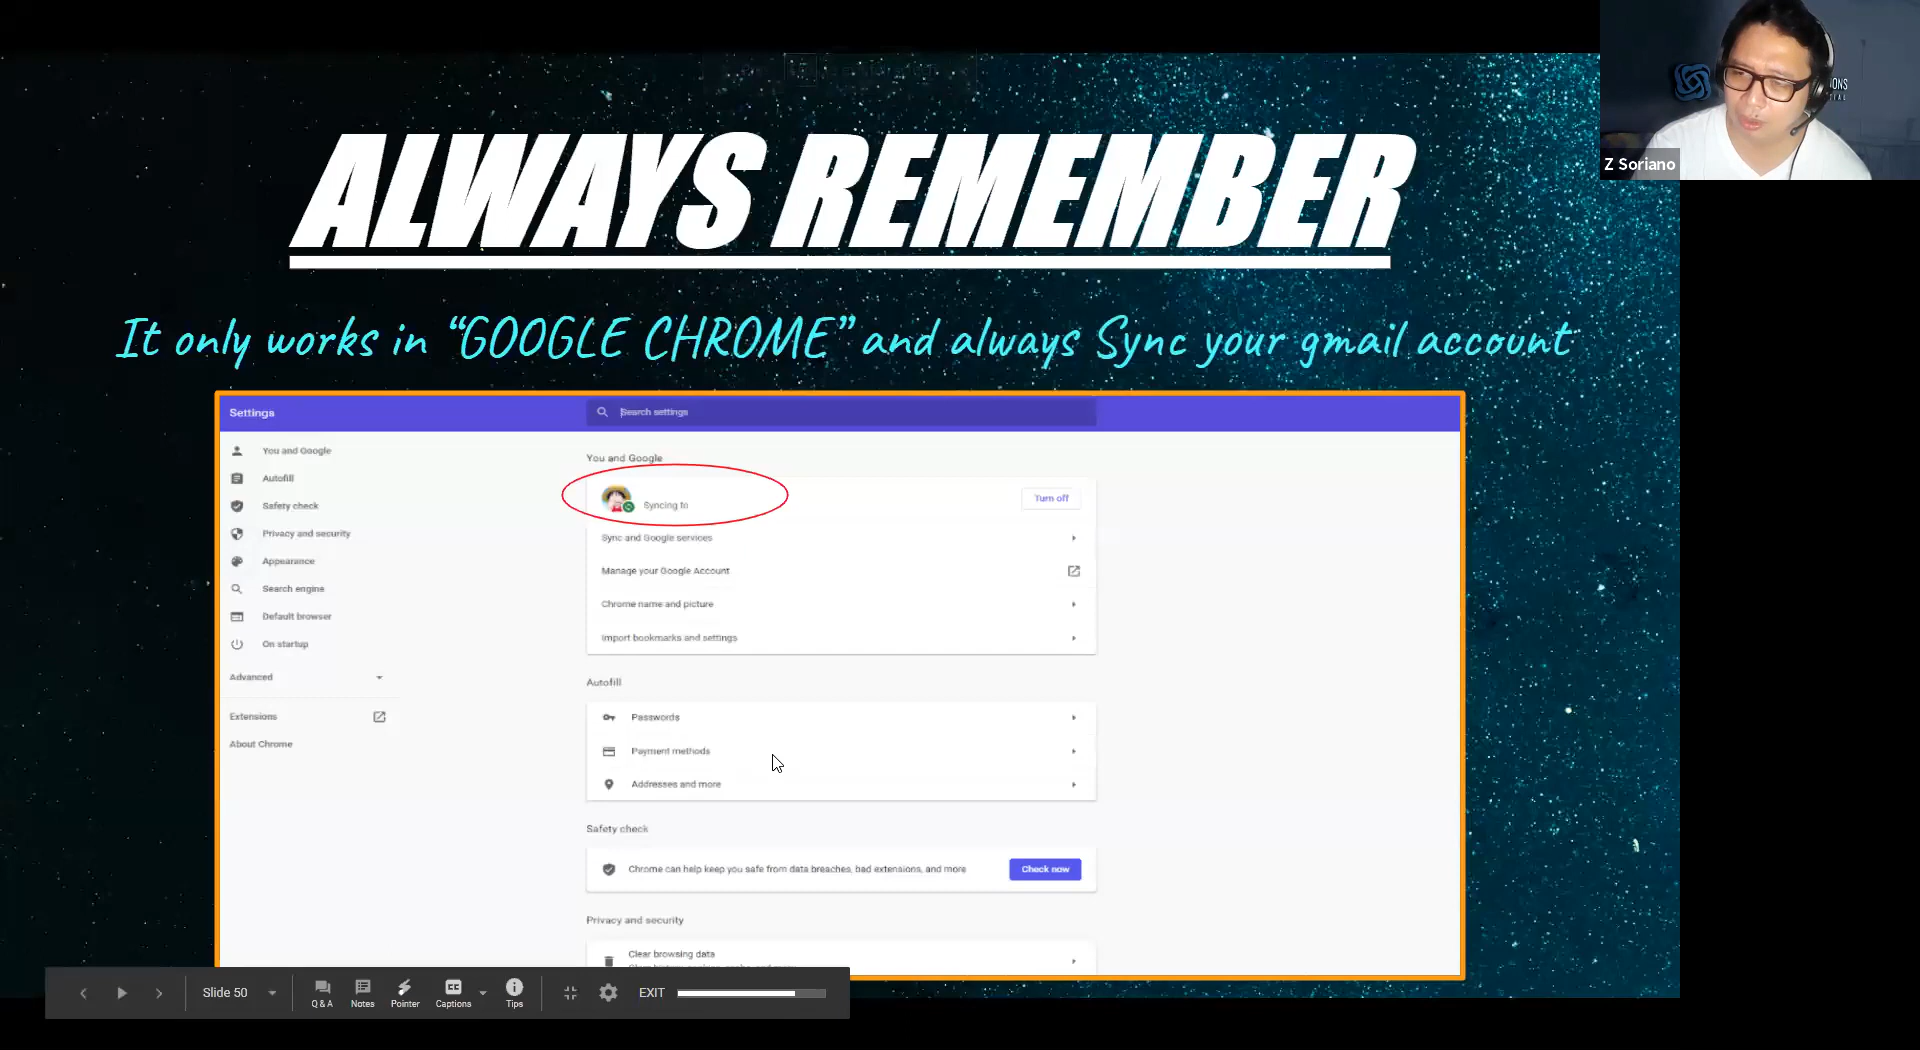 ALWAYS REMEMBER
It only works in “GOOGLE CHROME” and always Sync your gmail account
Settings
Search settings
You and Google
Autofill
Safety check
Privacy and security
Appearance
Search engine
Default browser
On startup
Advanced
Extensions
About Chrome
You and Google
Syncing to
Turn off
Sync and Google services
Manage your Google Account
Chrome name and picture
Import bookmarks and settings
Autofill
Passwords
Payment methods
Addresses and more
Safety check
Chrome can help keep you safe from data breaches, bad extensions, and more
Check now
Privacy and security
Clear browsing data
Z Soriano
Slide 50
Q & A
Notes
Pointer
Captions
Tips
EXIT